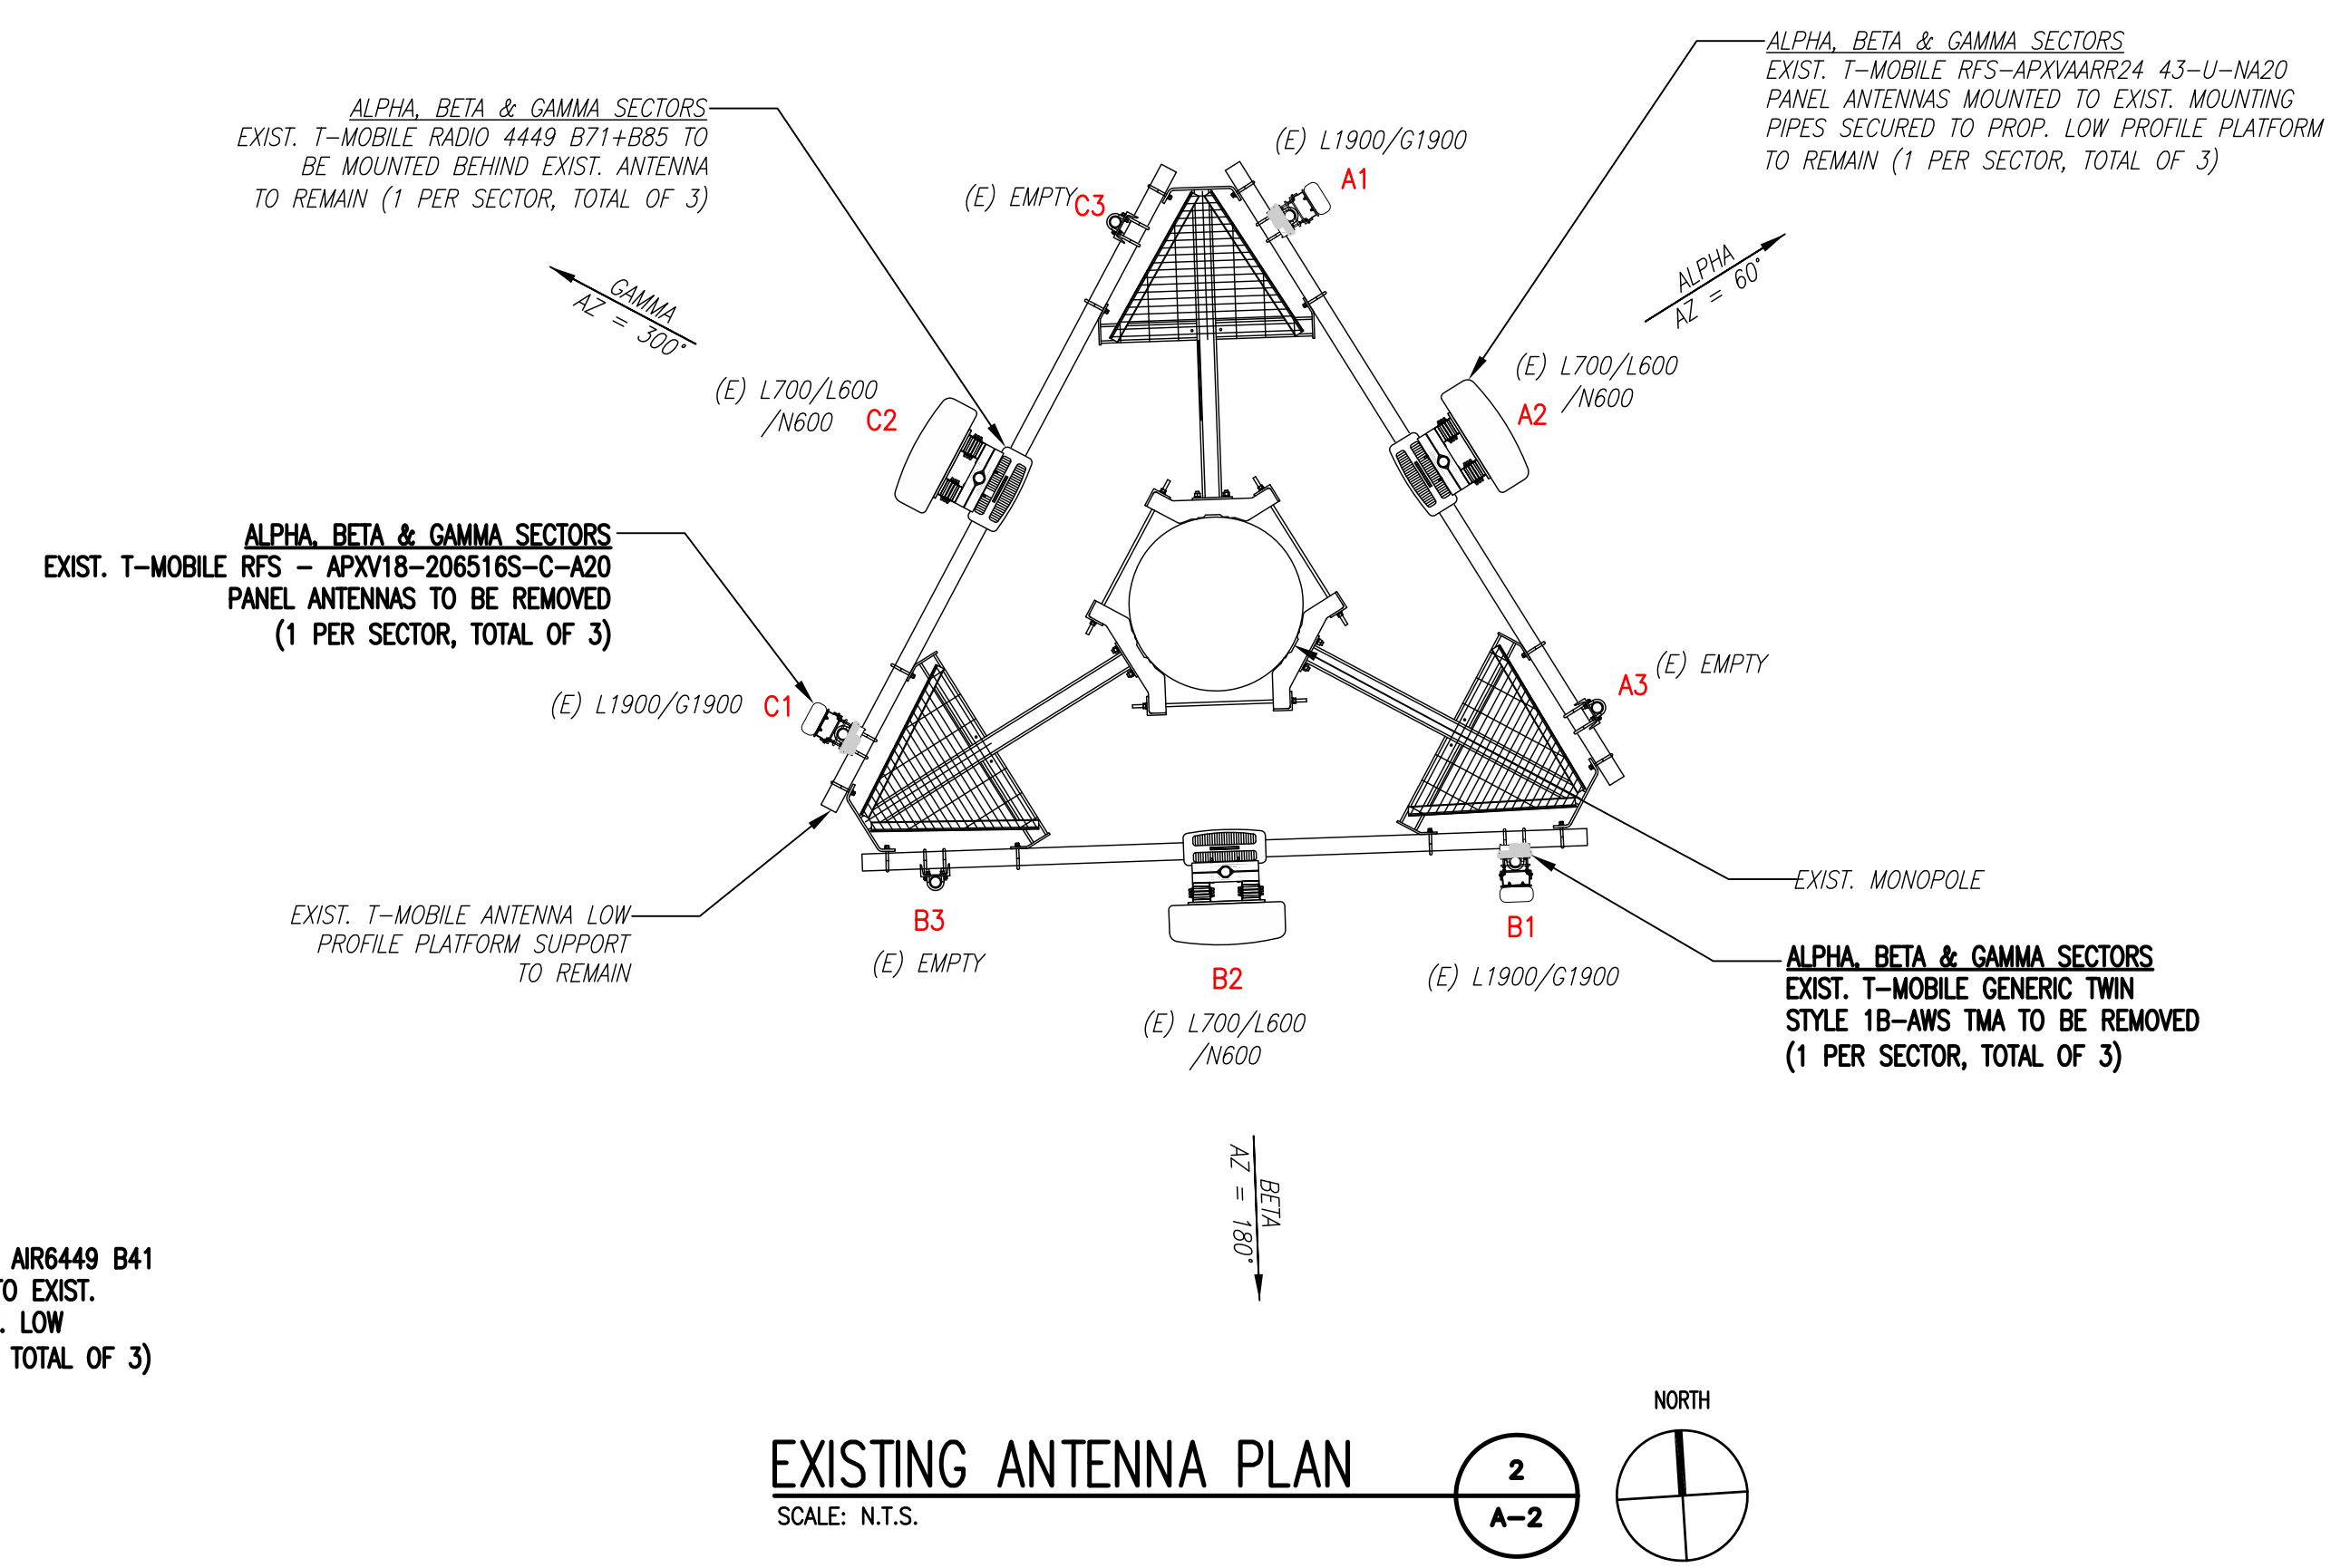 ALPHA, BETA & GAMMA SECTORS
EXIST. T-MOBILE RADIO 4449 B71+B85 TO
BE MOUNTED BEHIND EXIST. ANTENNA
TO REMAIN (1 PER SECTOR, TOTAL OF 3)
ALPHA, BETA & GAMMA SECTORS
EXIST. T-MOBILE RFS-APXVAARR24 43-U-NA20
PANEL ANTENNAS MOUNTED TO EXIST. MOUNTING
PIPES SECURED TO PROP. LOW PROFILE PLATFORM
TO REMAIN (1 PER SECTOR, TOTAL OF 3)
(E) L1900/G1900
A1
(E) EMPTY
C3
GAMMA
AZ = 300°
ALPHA
AZ = 60°
(E) L700/L600
/N600
C2
(E) L700/L600
/N600
A2
ALPHA, BETA & GAMMA SECTORS
EXIST. T-MOBILE RFS - APXV18-206516S-C-A20
PANEL ANTENNAS TO BE REMOVED
(1 PER SECTOR, TOTAL OF 3)
(E) L1900/G1900
C1
(E) EMPTY
A3
EXIST. T-MOBILE ANTENNA LOW
PROFILE PLATFORM SUPPORT
TO REMAIN
B3
(E) EMPTY
B2
(E) L700/L600
/N600
B1
(E) L1900/G1900
EXIST. MONOPOLE
ALPHA, BETA & GAMMA SECTORS
EXIST. T-MOBILE GENERIC TWIN
STYLE 1B-AWS TMA TO BE REMOVED
(1 PER SECTOR, TOTAL OF 3)
BETA
AZ = 180°
AIR6449 B41
TO EXIST.
. LOW
TOTAL OF 3)
EXISTING ANTENNA PLAN
SCALE: N.T.S.
2
A-2
NORTH